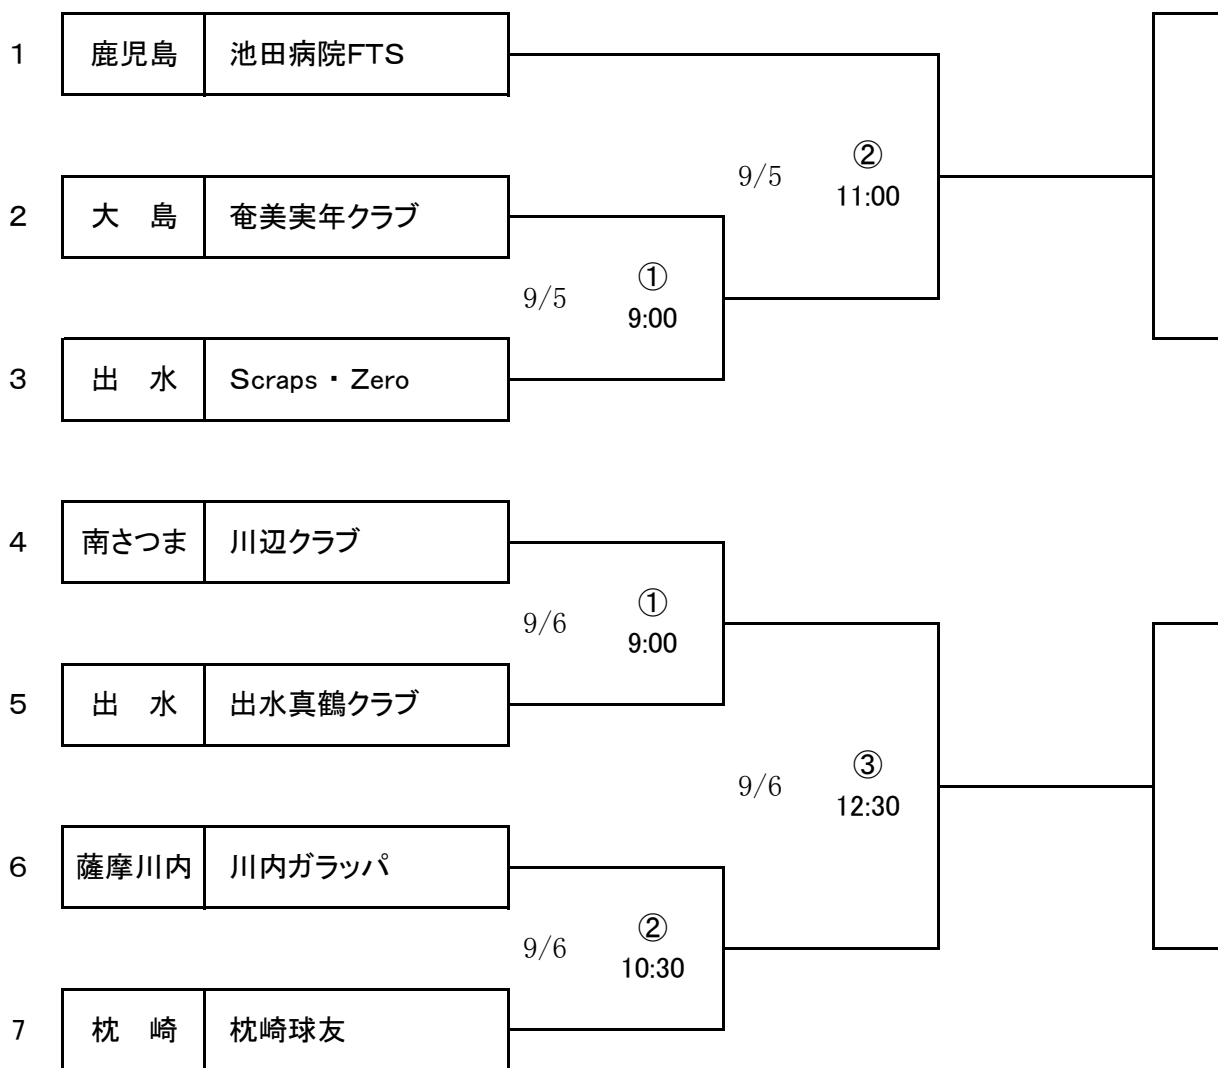 1 鹿児島 池田病院FTS
9/5 ②
11:00
2 大　島 奄美実年クラブ
9/5 ①
9:00
3 出　水 Scraps・Zero
4 南さつま 川辺クラブ
9/6 ①
9:00
5 出　水 出水真鶴クラブ
9/6 ③
12:30
6 薩摩川内 川内ガラッパ
9/6 ②
10:30
7 枕　崎 枕崎球友